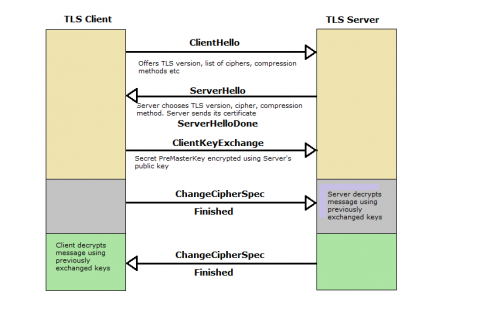 TLS Client
TLS Server
ClientHello
Offers TLS version, list of ciphers, compression
methods etc
ServerHello
Server chooses TLS version, cipher, compression
method. Server sends its certificate
ServerHelloDone
ClientKeyExchange
Secret PreMasterKey encrypted using Server's
public key
ChangeCipherSpec
Finished
Server decrypts
message using
previously
exchanged keys
Client decrypts
message using
previously
exchanged keys
ChangeCipherSpec
Finished